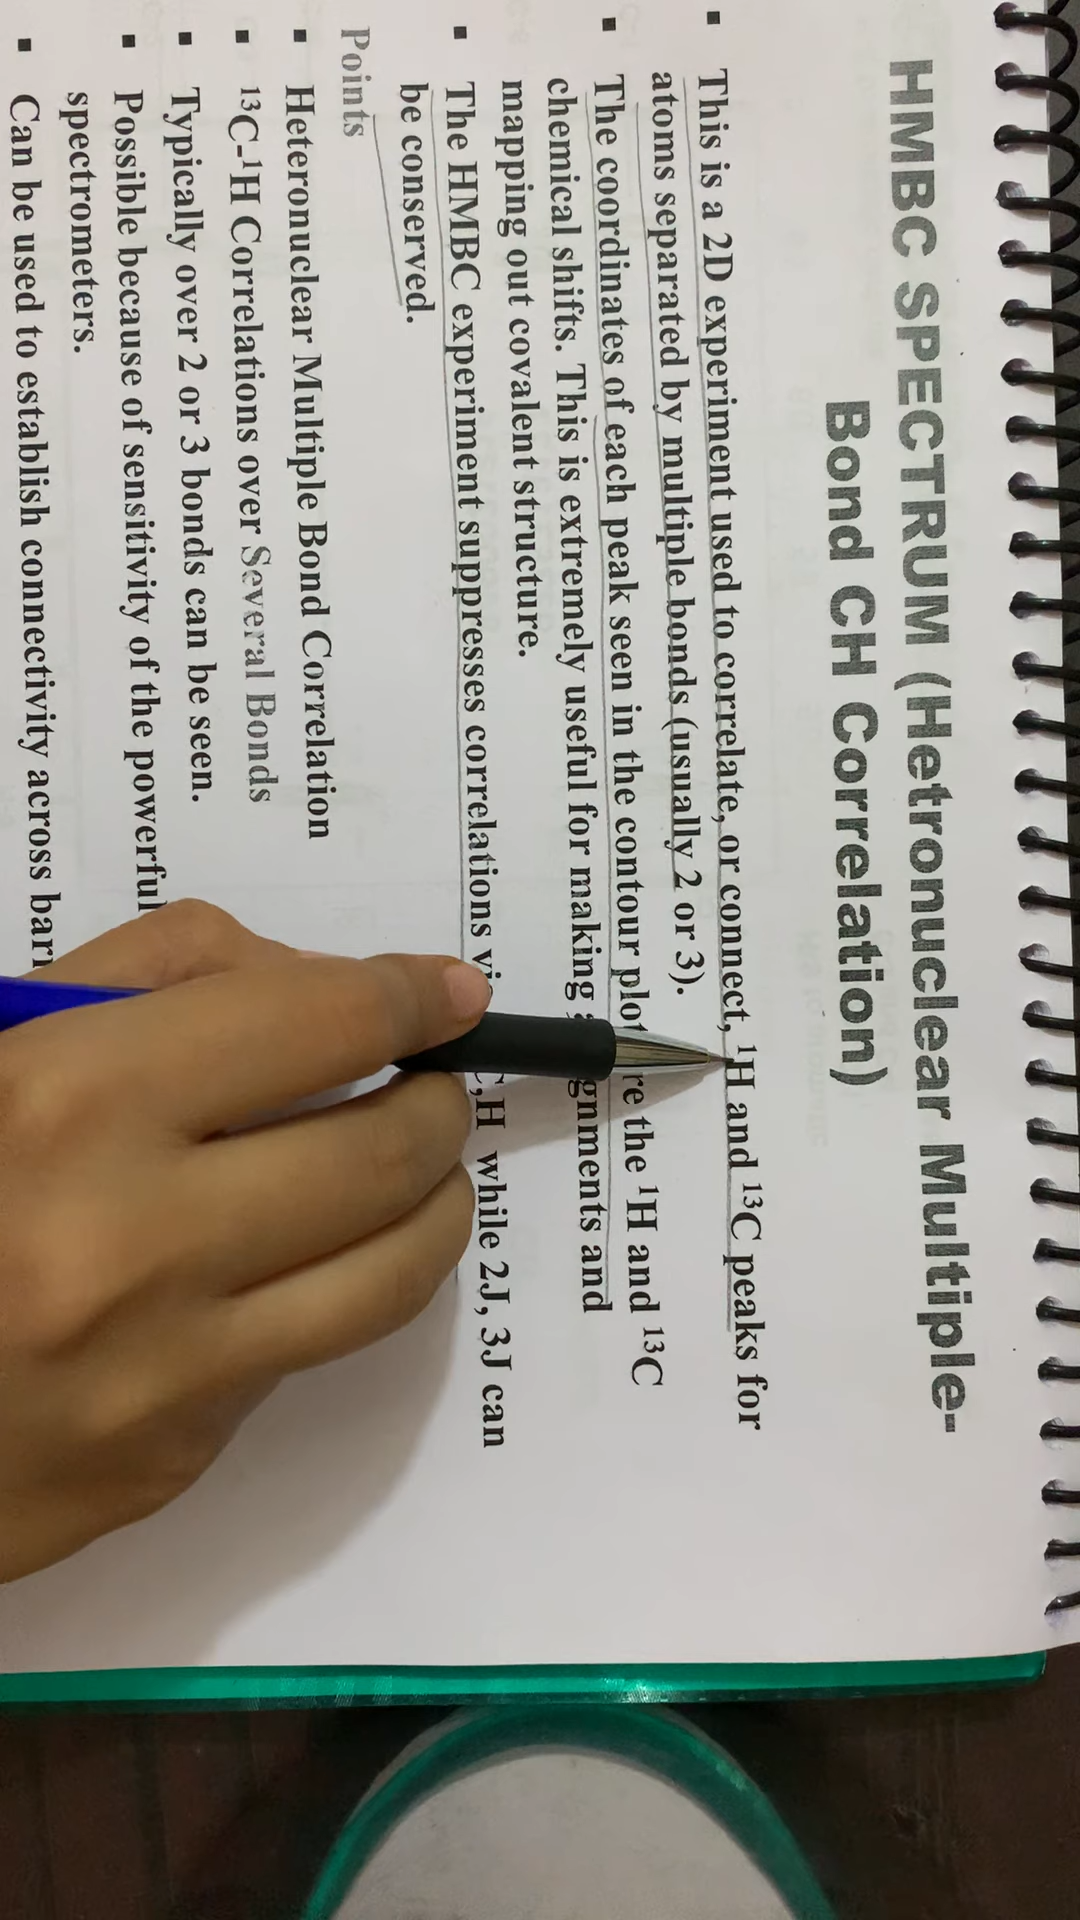 HMBC SPECTRUM (Hetronuclear Multiple-
Bond CH Correlation)
▪ This is a 2D experiment used to correlate, or connect, ¹H and ¹³C peaks for
atoms separated by multiple bonds (usually 2 or 3).
▪ The coordinates of each peak seen in the contour plot the ¹H and ¹³C
chemical shifts. This is extremely useful for making and
mapping out covalent structure.
▪ The HMBC experiment suppresses correlations while 2J, 3J can
be conserved.
Points
▪ Heteronuclear Multiple Bond Correlation
▪ ¹³C-¹H Correlations over Several Bonds
▪ Typically over 2 or 3 bonds can be seen.
▪ Possible because of sensitivity of the powerful
spectrometers.
▪ Can be used to establish connectivity across